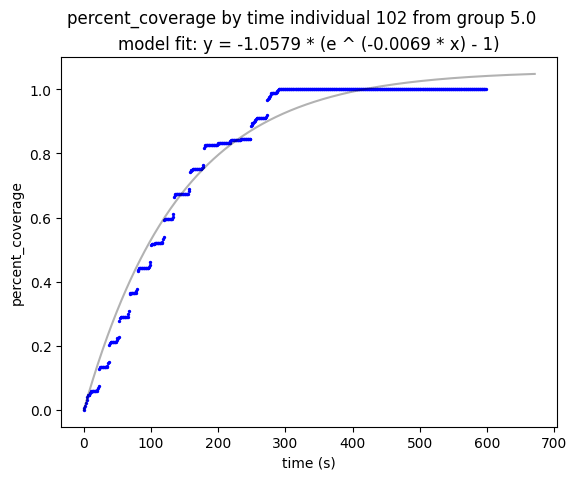 percent_coverage by time individual 102 from group 5.0
model fit: y = -1.0579 * (e ^ (-0.0069 * x) - 1)
1.0
0.8
0.6
0.4
0.2
0.0
percent_coverage
0 100 200 300 400 500 600 700
time (s)